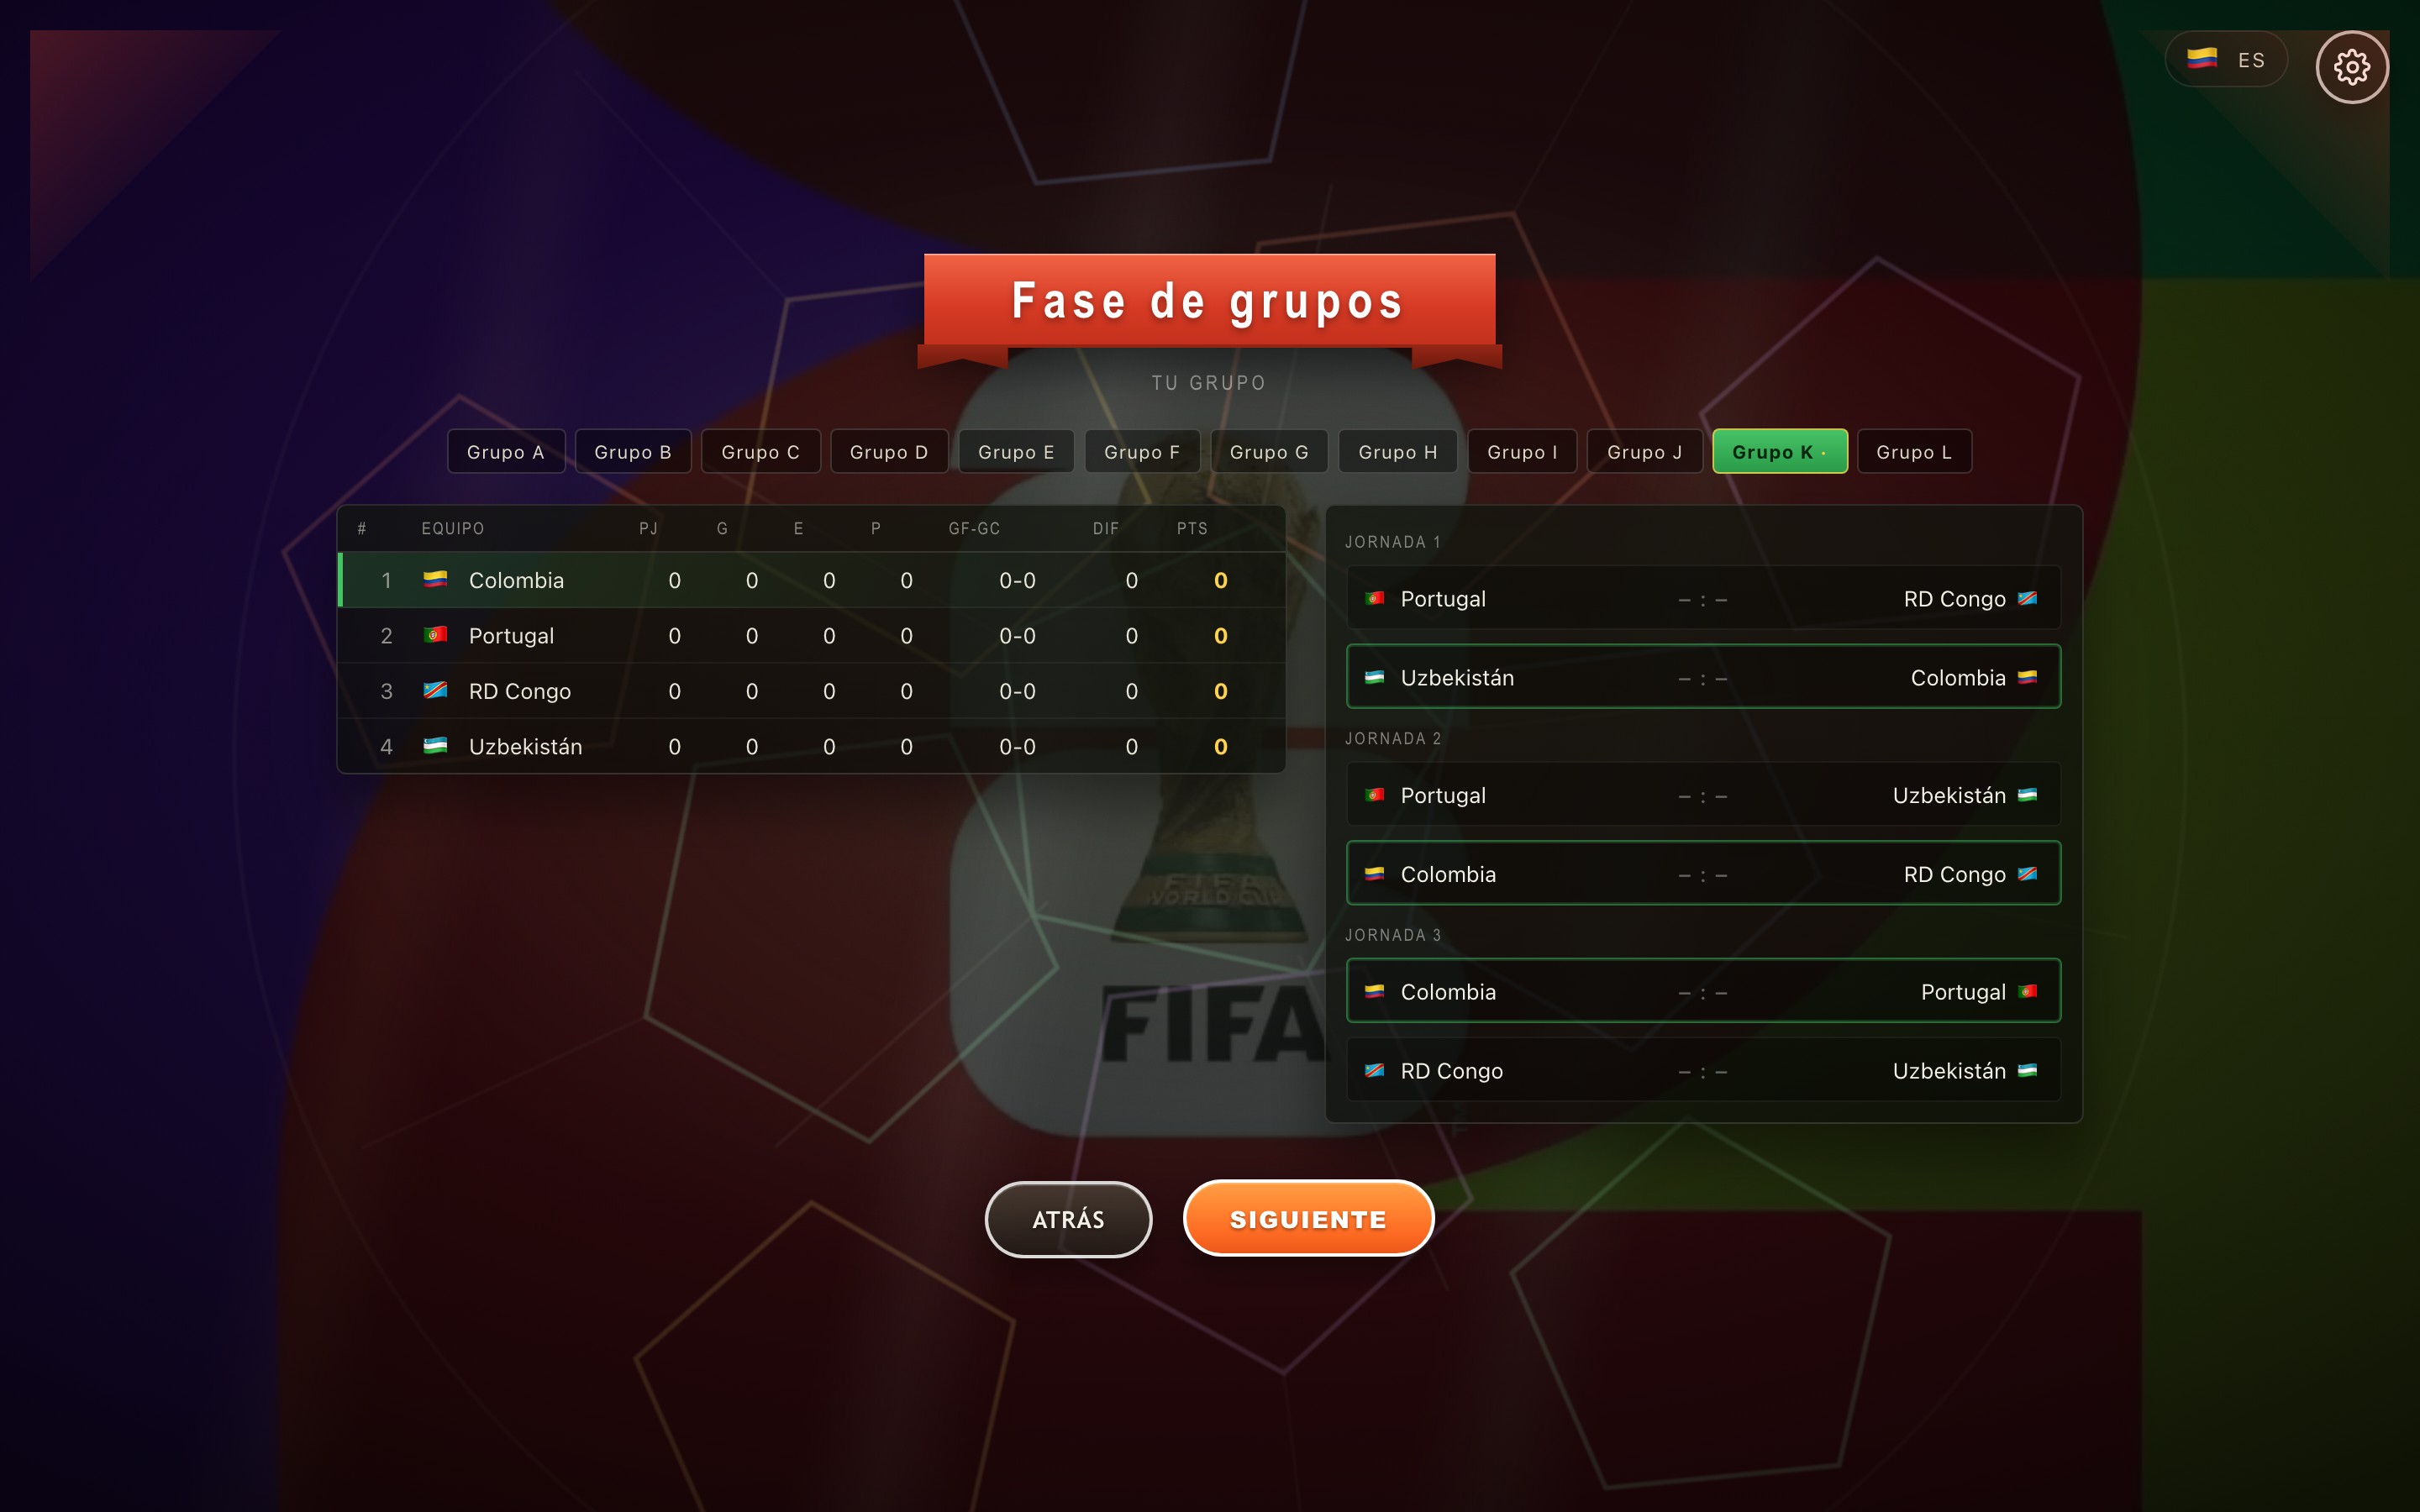 ES
Fase de grupos
TU GRUPO
Grupo A Grupo B Grupo C Grupo D Grupo E Grupo F Grupo G Grupo H Grupo I Grupo J Grupo K · Grupo L
# EQUIPO PJ G E P GF-GC DIF PTS
1 Colombia 0 0 0 0 0-0 0 0
2 Portugal 0 0 0 0 0-0 0 0
3 RD Congo 0 0 0 0 0-0 0 0
4 Uzbekistán 0 0 0 0 0-0 0 0
JORNADA 1
Portugal – : – RD Congo
Uzbekistán – : – Colombia
JORNADA 2
Portugal – : – Uzbekistán
Colombia – : – RD Congo
JORNADA 3
Colombia – : – Portugal
RD Congo – : – Uzbekistán
FIFA
WORLD CUP
FIFA
TM
ATRÁS SIGUIENTE